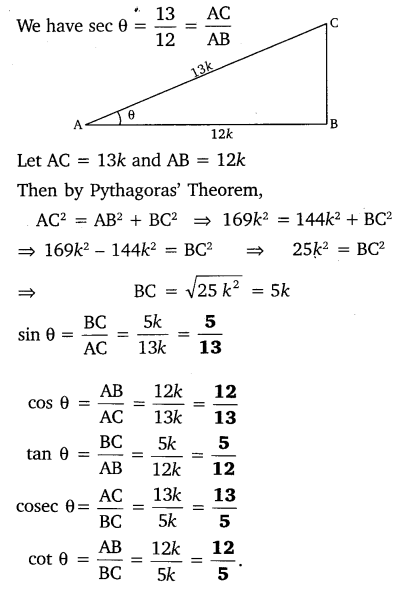 We have sec θ = 13/12 = AC/AB
C
13k
θ
A
B
12k
Let AC = 13k and AB = 12k
Then by Pythagoras' Theorem,
AC² = AB² + BC² ⇒ 169k² = 144k² + BC²
⇒ 169k² – 144k² = BC² ⇒ 25k² = BC²
⇒ BC = √25 k² = 5k
sin θ = BC/AC = 5k/13k = 5/13
cos θ = AB/AC = 12k/13k = 12/13
tan θ = BC/AB = 5k/12k = 5/12
cosec θ= AC/BC = 13k/5k = 13/5
cot θ = AB/BC = 12k/5k = 12/5.